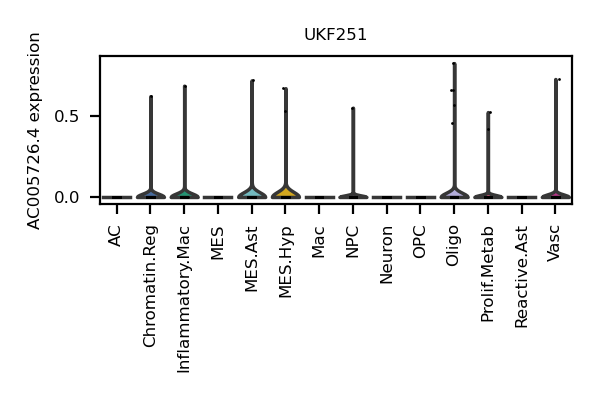 UKF251
AC005726.4 expression
0.5
0.0
AC
Chromatin.Reg
Inflammatory.Mac
MES
MES.Ast
MES.Hyp
Mac
NPC
Neuron
OPC
Oligo
Prolif.Metab
Reactive.Ast
Vasc